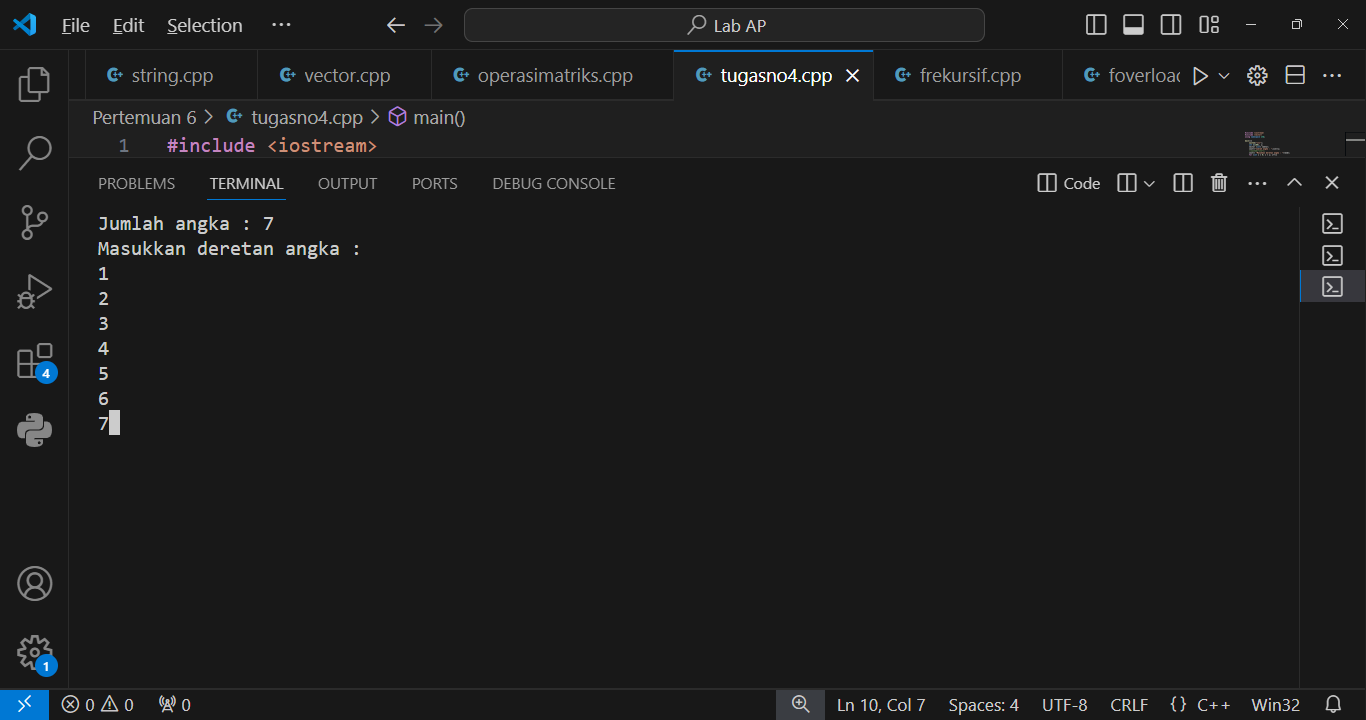 File Edit Selection ··· Lab AP
string.cpp vector.cpp operasimatriks.cpp tugasno4.cpp frekursif.cpp foverload
Pertemuan 6 > tugasno4.cpp > main()
1 #include <iostream>
PROBLEMS TERMINAL OUTPUT PORTS DEBUG CONSOLE Code
Jumlah angka : 7
Masukkan deretan angka :
1
2
3
4
5
6
7
4
1
0 0 0 Ln 10, Col 7 Spaces: 4 UTF-8 CRLF {} C++ Win32